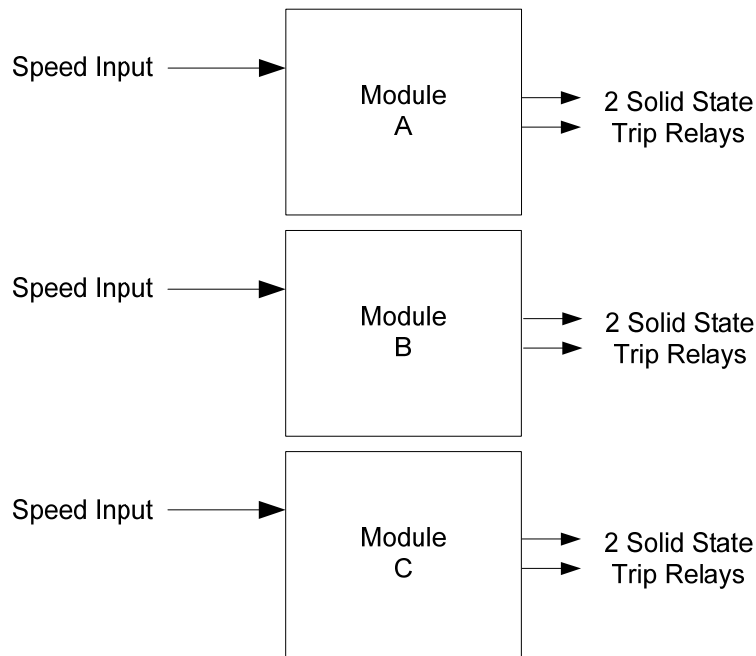 Speed Input
Module
A
2 Solid State
Trip Relays
Speed Input
Module
B
2 Solid State
Trip Relays
Speed Input
Module
C
2 Solid State
Trip Relays